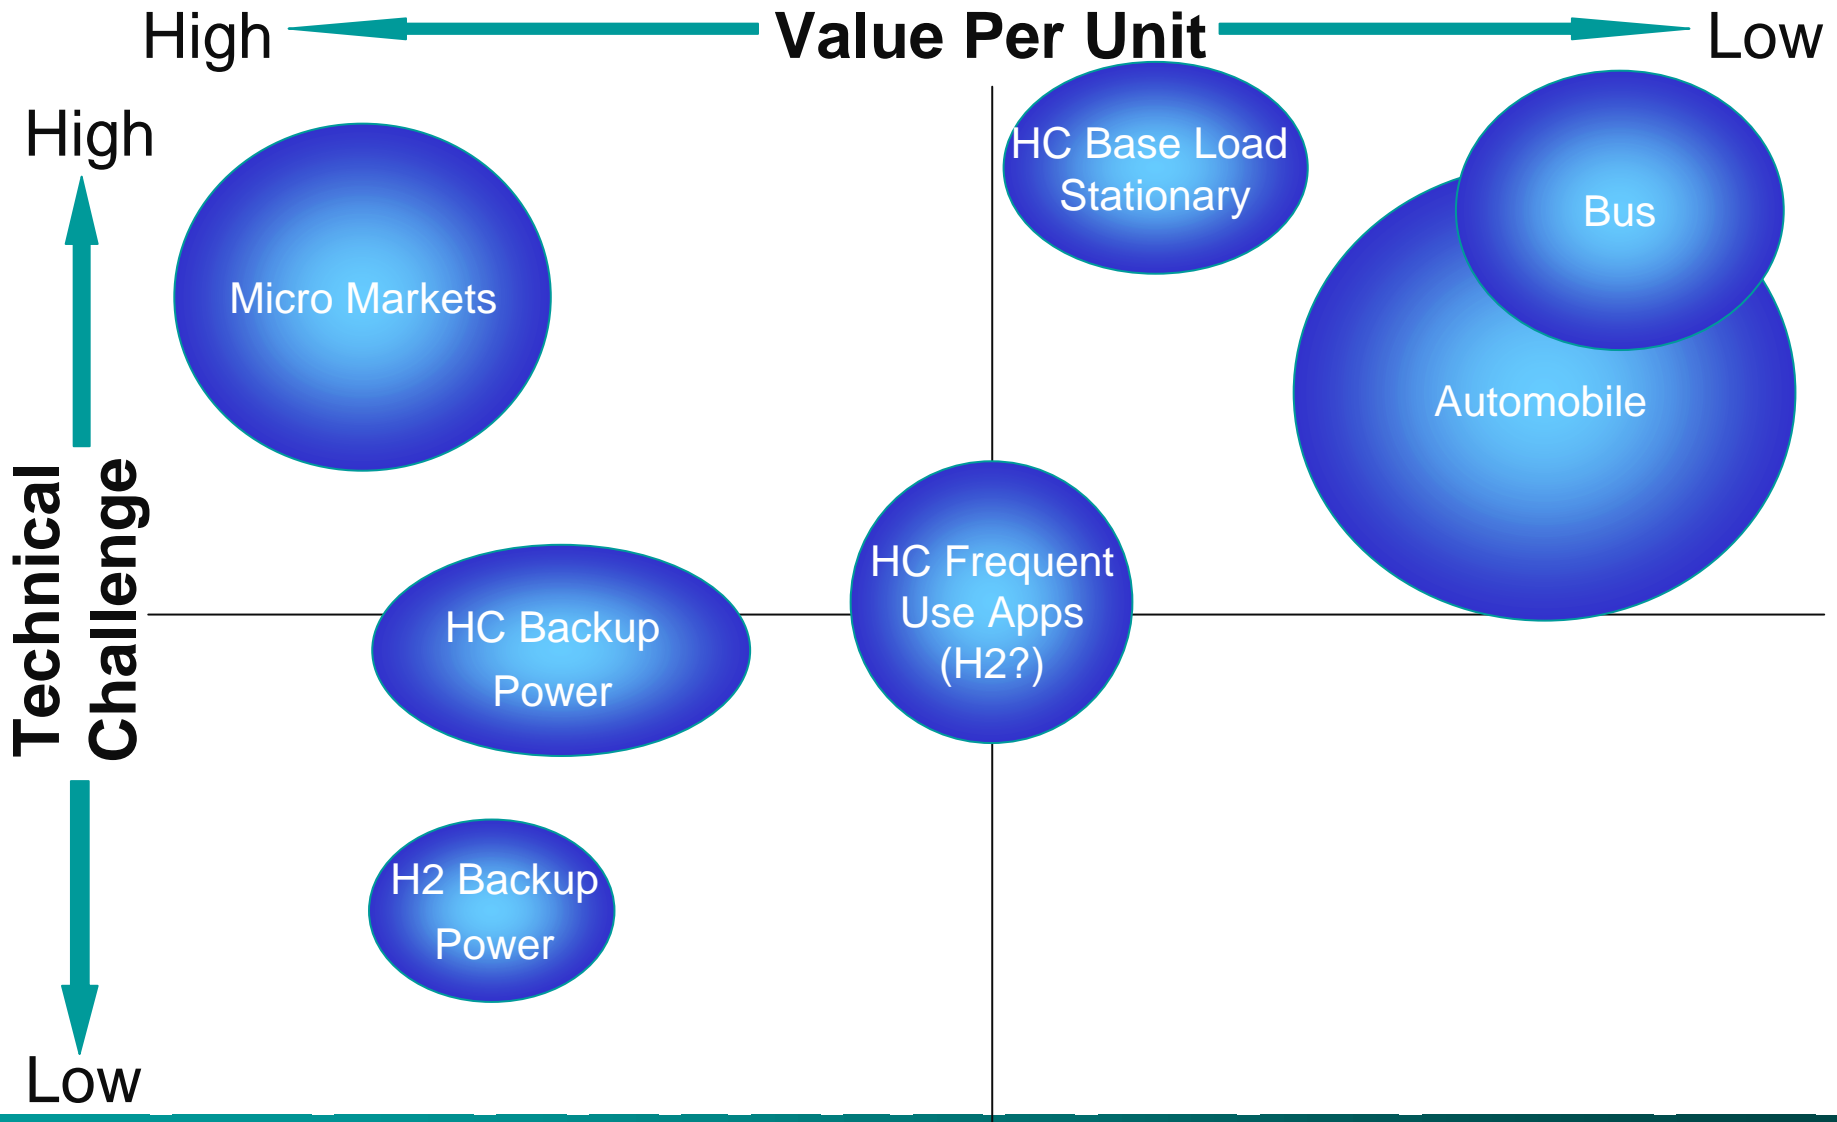 High
Value Per Unit
Low
High
HC Base Load
Stationary
Bus
Micro Markets
Automobile
Technical
Challenge
HC Frequent
Use Apps
(H2?)
HC Backup
Power
H2 Backup
Power
Low